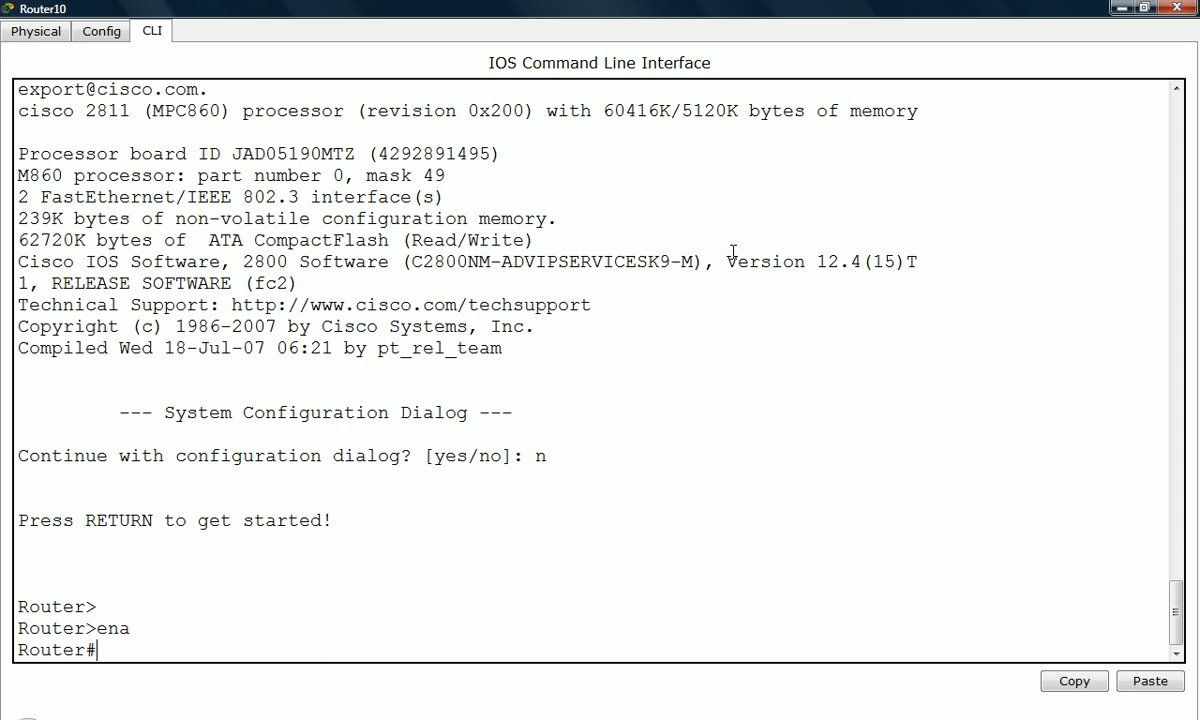 Router10
Physical Config CLI
IOS Command Line Interface
export@cisco.com.
cisco 2811 (MPC860) processor (revision 0x200) with 60416K/5120K bytes of memory
Processor board ID JAD05190MTZ (4292891495)
M860 processor: part number 0, mask 49
2 FastEthernet/IEEE 802.3 interface(s)
239K bytes of non-volatile configuration memory.
62720K bytes of  ATA CompactFlash (Read/Write)
Cisco IOS Software, 2800 Software (C2800NM-ADVIPSERVICESK9-M), Version 12.4(15)T
1, RELEASE SOFTWARE (fc2)
Technical Support: http://www.cisco.com/techsupport
Copyright (c) 1986-2007 by Cisco Systems, Inc.
Compiled Wed 18-Jul-07 06:21 by pt_rel_team
--- System Configuration Dialog ---
Continue with configuration dialog? [yes/no]: n
Press RETURN to get started!
Router>
Router>ena
Router#
Copy Paste